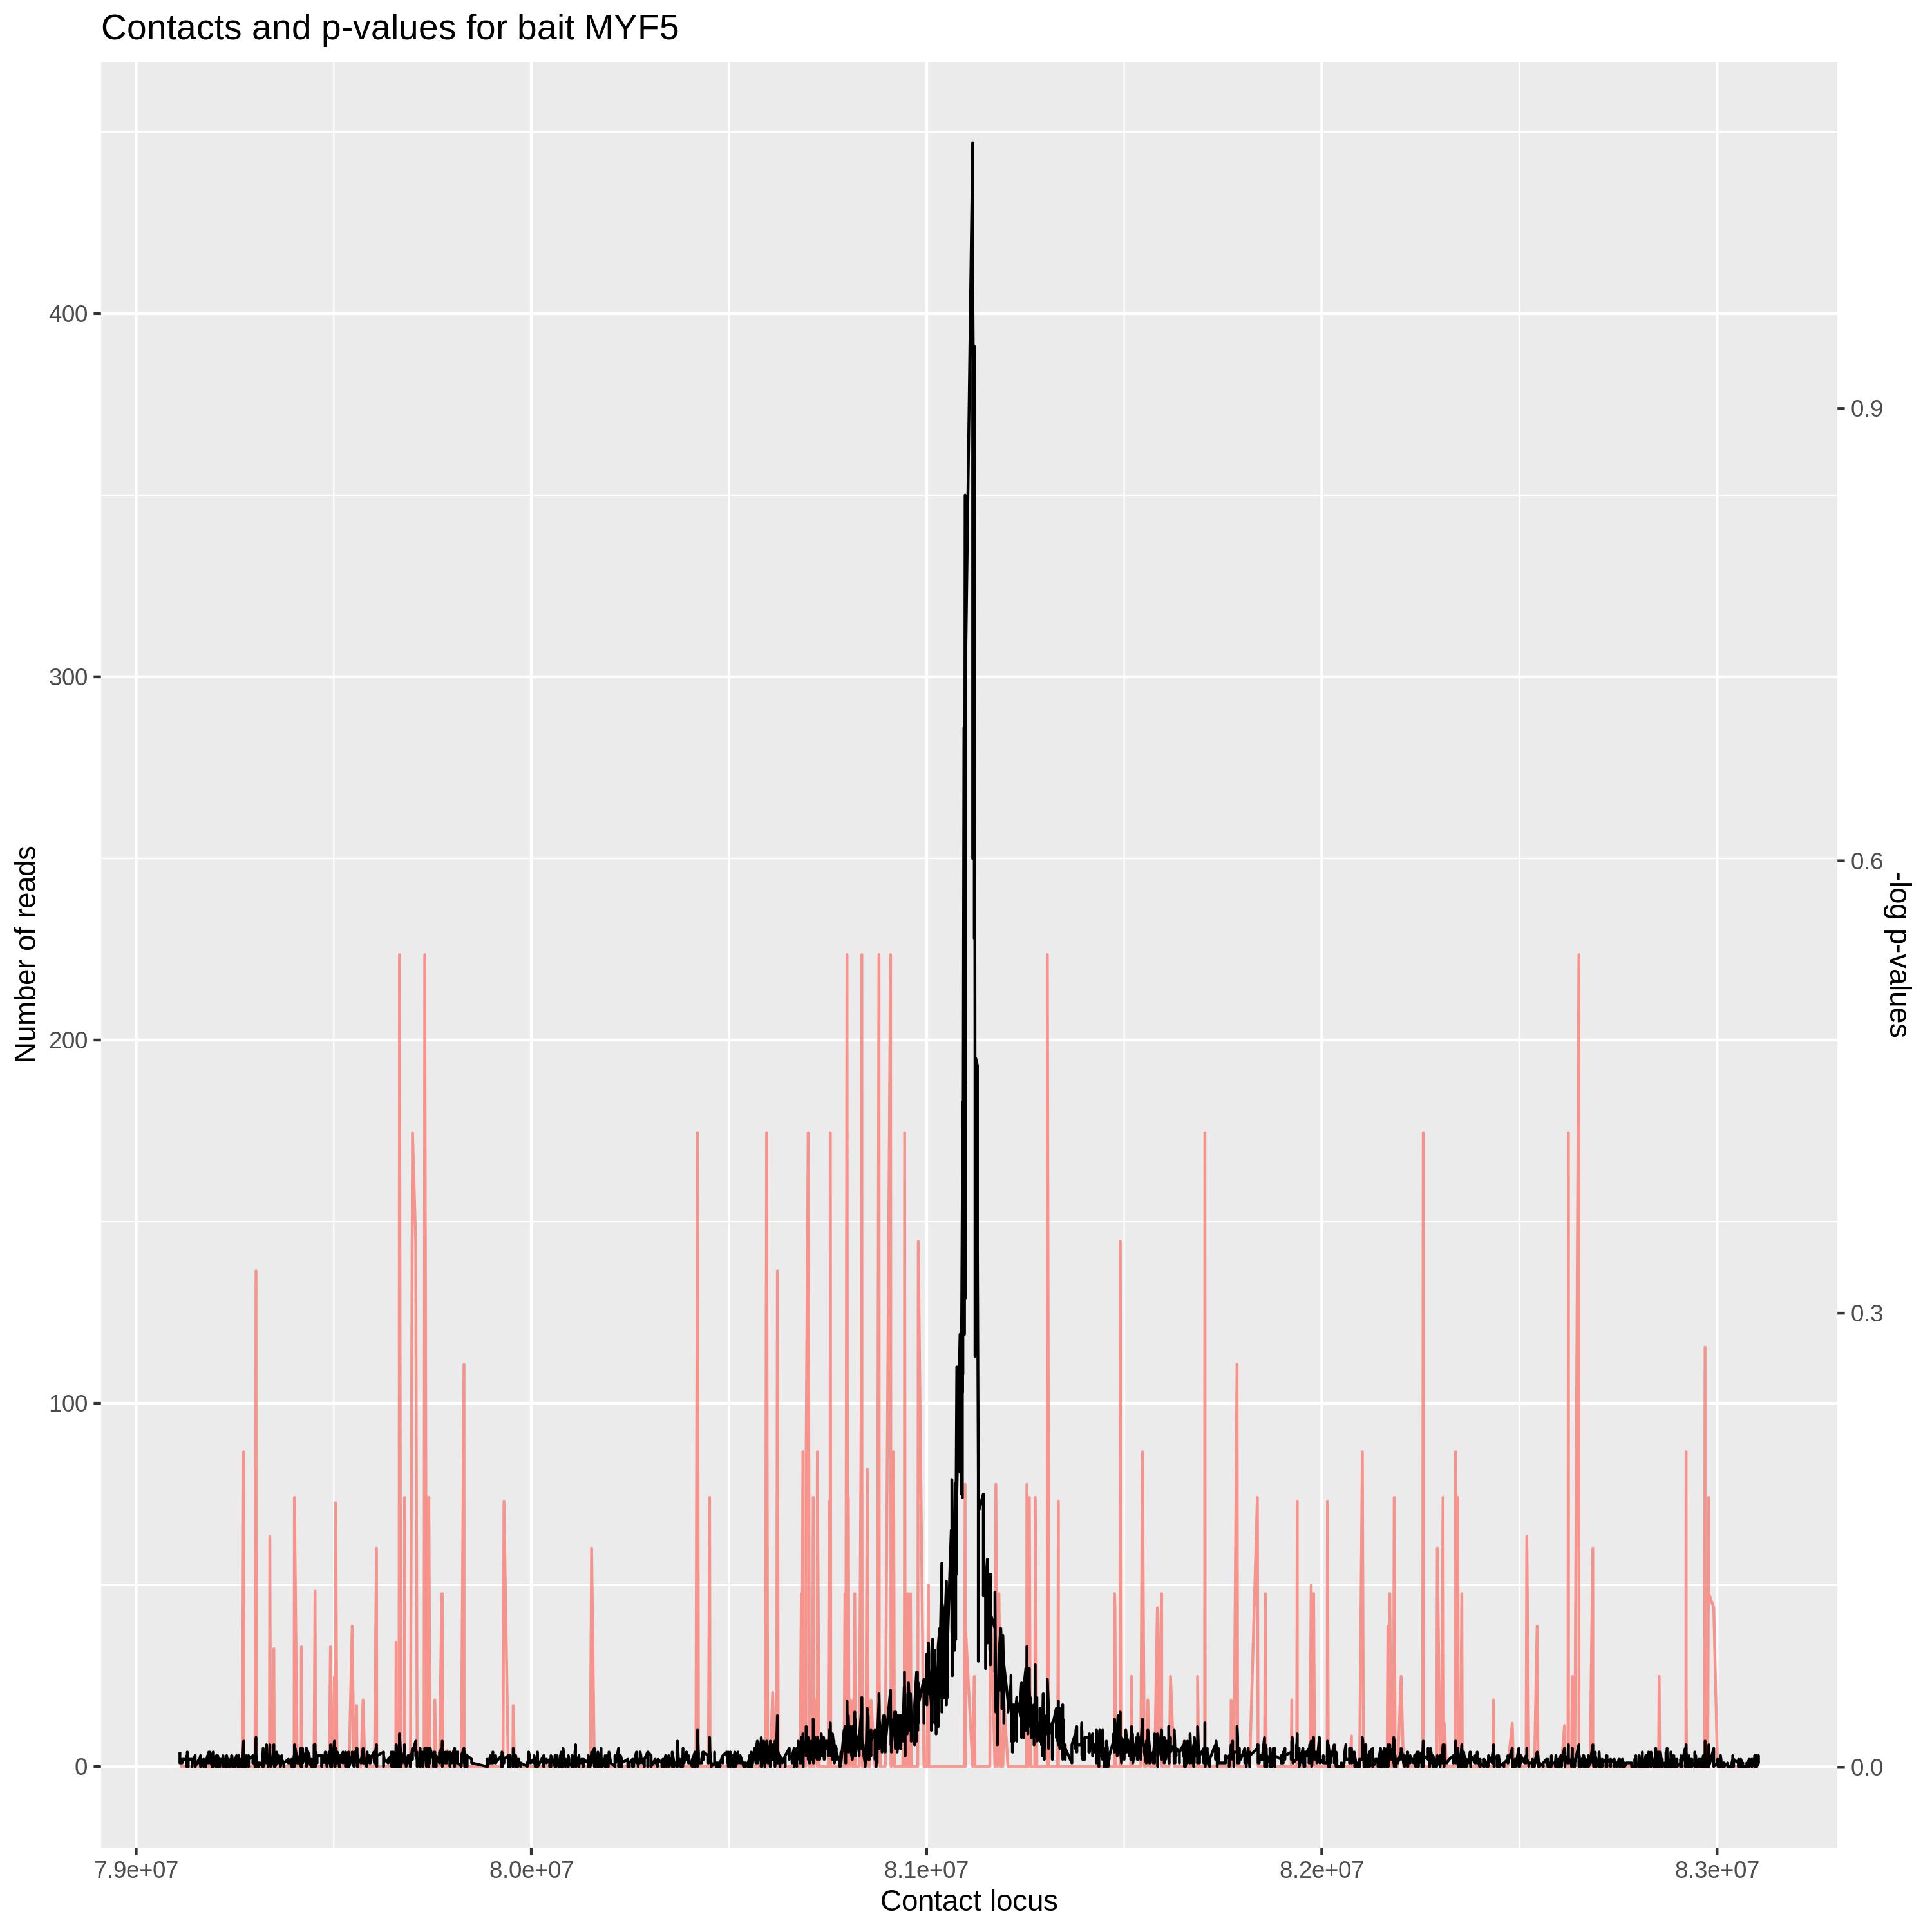 Contacts and p-values for bait MYF5
Number of reads
400
300
200
100
0
0.9
0.6
0.3
0.0
-log p-values
7.9e+07 8.0e+07 8.1e+07 8.2e+07 8.3e+07
Contact locus